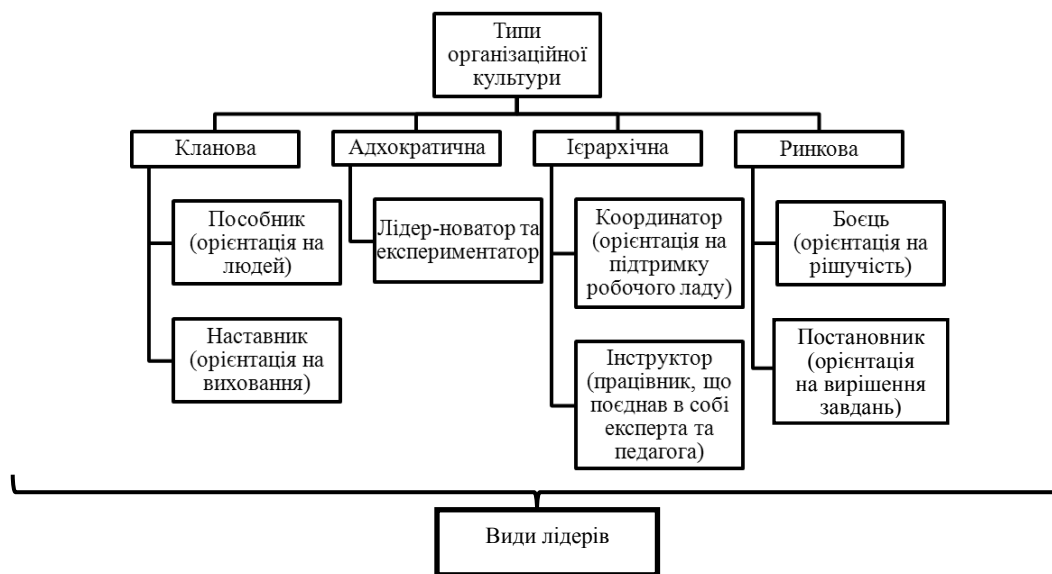 Типи
організаційної
культури
Кланова
Адхократична
Ієрархічна
Ринкова
Пособник
(орієнтація на
людей)
Наставник
(орієнтація на
виховання)
Лідер-новатор та
експериментатор
Координатор
(орієнтація на
підтримку
робочого ладу)
Інструктор
(працівник, що
поєднав в собі
експерта та
педагога)
Боєць
(орієнтація на
рішучість)
Постановник
(орієнтація
на вирішення
завдань)
Види лідерів